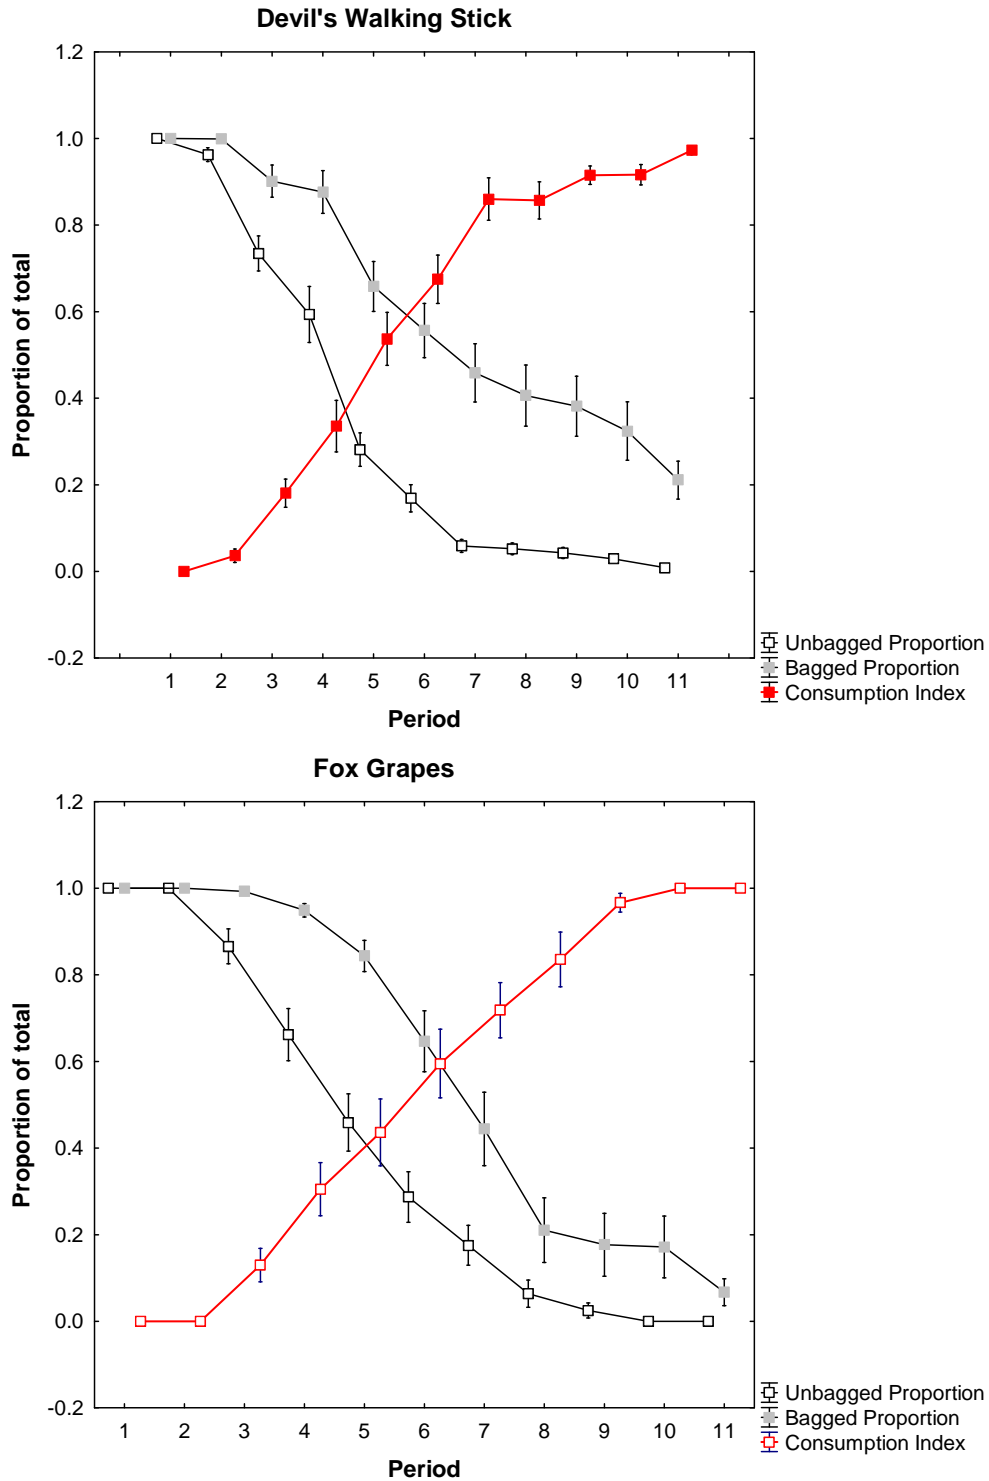 Devil's Walking Stick
1.2
1.0
0.8
0.6
0.4
0.2
0.0
-0.2
Proportion of total
1 2 3 4 5 6 7 8 9 10 11
Period
Unbagged Proportion
Bagged Proportion
Consumption Index
Fox Grapes
1.2
1.0
0.8
0.6
0.4
0.2
0.0
-0.2
Proportion of total
1 2 3 4 5 6 7 8 9 10 11
Period
Unbagged Proportion
Bagged Proportion
Consumption Index